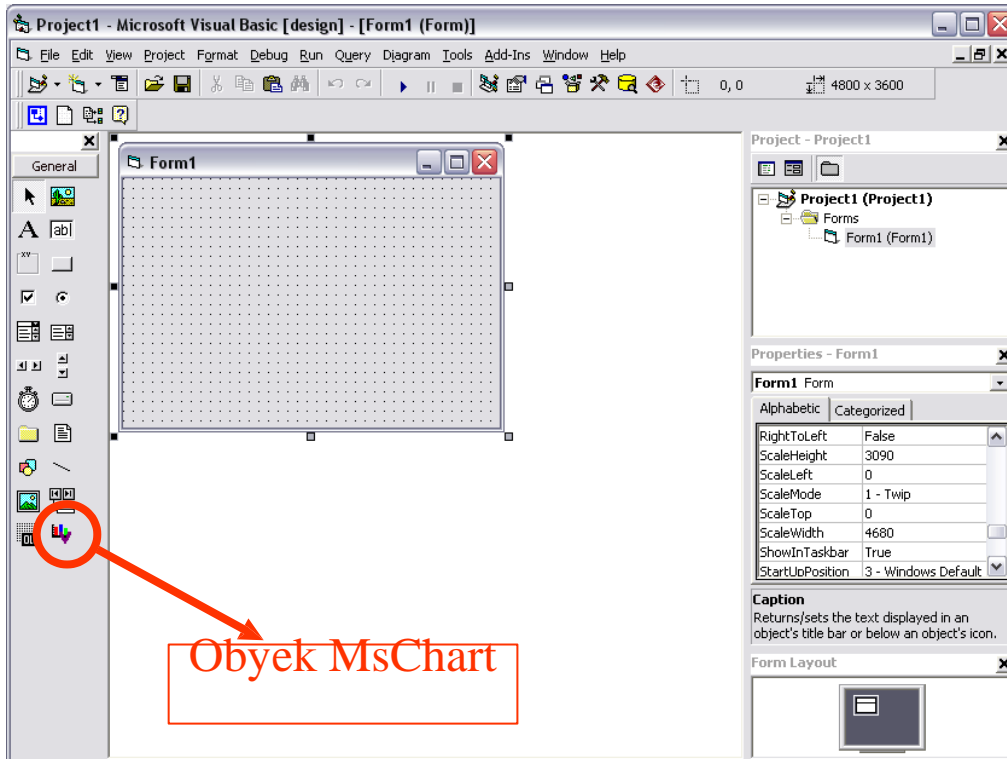 Project1 - Microsoft Visual Basic [design] - [Form1 (Form)]
File Edit View Project Format Debug Run Query Diagram Tools Add-Ins Window Help
0, 0 4800 x 3600
General
A ab|
xv
Form1
Project - Project1
Project1 (Project1)
Forms
Form1 (Form1)
Properties - Form1
Form1 Form
Alphabetic Categorized
RightToLeft False
ScaleHeight 3090
ScaleLeft 0
ScaleMode 1 - Twip
ScaleTop 0
ScaleWidth 4680
ShowInTaskbar True
StartUpPosition 3 - Windows Default
Caption
Returns/sets the text displayed in an
object's title bar or below an object's icon.
Form Layout
Obyek MsChart